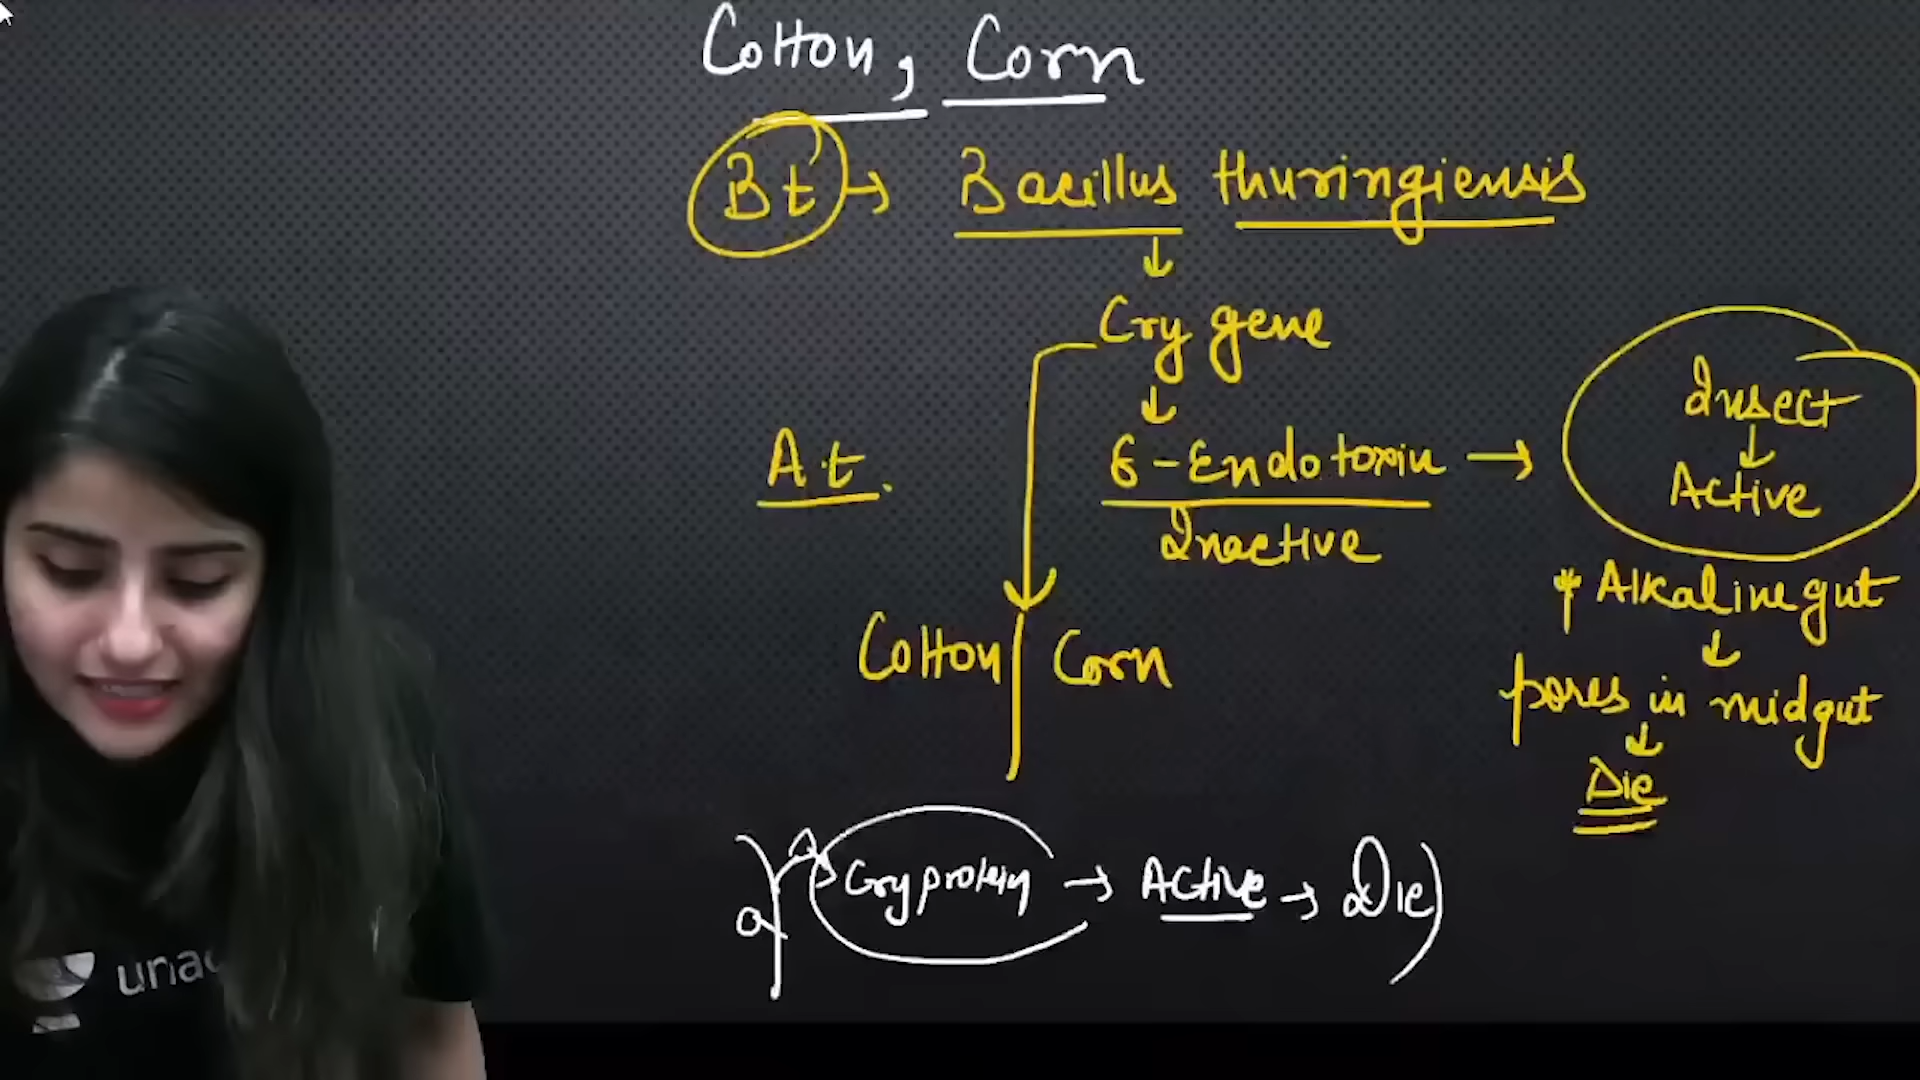 Cotton, Corn
Bt → Bacillus thuringiensis
↓
Cry gene
↓
A.t.
δ-Endotoxin →
Inactive
Insect
↓
Active
* Alkaline gut
↓
pores in midgut
↓
Die
Cotton Corn
Cry protein → Active → Die
una